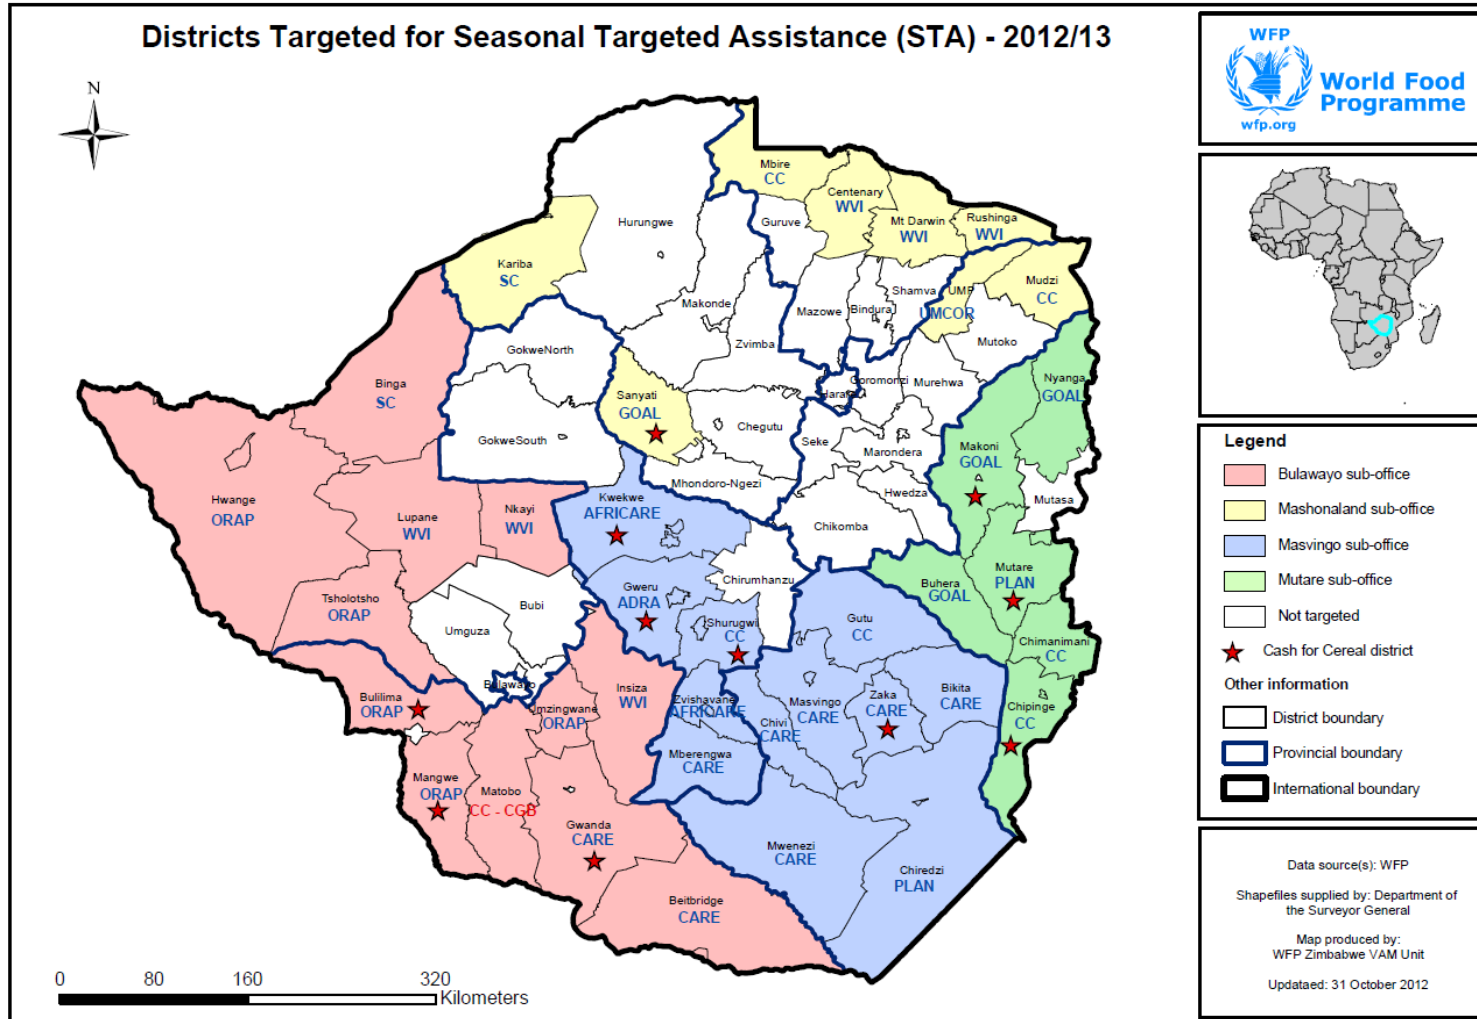 Districts Targeted for Seasonal Targeted Assistance (STA) - 2012/13
N
WFP
wfp.org
World Food
Programme
Mbire
CC
Centenary
WVI
Mt Darwin
WVI
Rushinga
WVI
Hurungwe
Guruve
Kariba
SC
Mudzi
CC
Shamva
UMP
UMCOR
Makonde
Mazowe
Bindura
Mutoko
Zvimba
GokweNorth
Binga
SC
Sanyati
GOAL
Harare
Goromonzi
Murehwa
Nyanga
GOAL
Chegutu
GokweSouth
Seke
Marondera
Makoni
GOAL
Mhondoro-Ngezi
Hwedza
Mutasa
Hwange
ORAP
Lupane
WVI
Nkayi
WVI
Kwekwe
AFRICARE
Chikomba
Mutare
PLAN
Buhera
GOAL
Chirumhanzu
Tsholotsho
ORAP
Bubi
Umguza
Gweru
ADRA
Shurugwi
CC
Gutu
CC
Chimanimani
CC
Bulawayo
Bulilima
ORAP
Umzingwane
ORAP
Insiza
WVI
Zvishavane
AFRICARE
Masvingo
CARE
Chivi
CARE
Zaka
CARE
Bikita
CARE
Chipinge
CC
Mberengwa
CARE
Mangwe
ORAP
Matobo
CC - CGB
Gwanda
CARE
Mwenezi
CARE
Chiredzi
PLAN
Beitbridge
CARE
0 80 160 320
Kilometers
Legend
Bulawayo sub-office
Mashonaland sub-office
Masvingo sub-office
Mutare sub-office
Not targeted
Cash for Cereal district
Other information
District boundary
Provincial boundary
International boundary
Data source(s): WFP
Shapefiles supplied by: Department of
the Surveyor General
Map produced by:
WFP Zimbabwe VAM Unit
Updataed: 31 October 2012